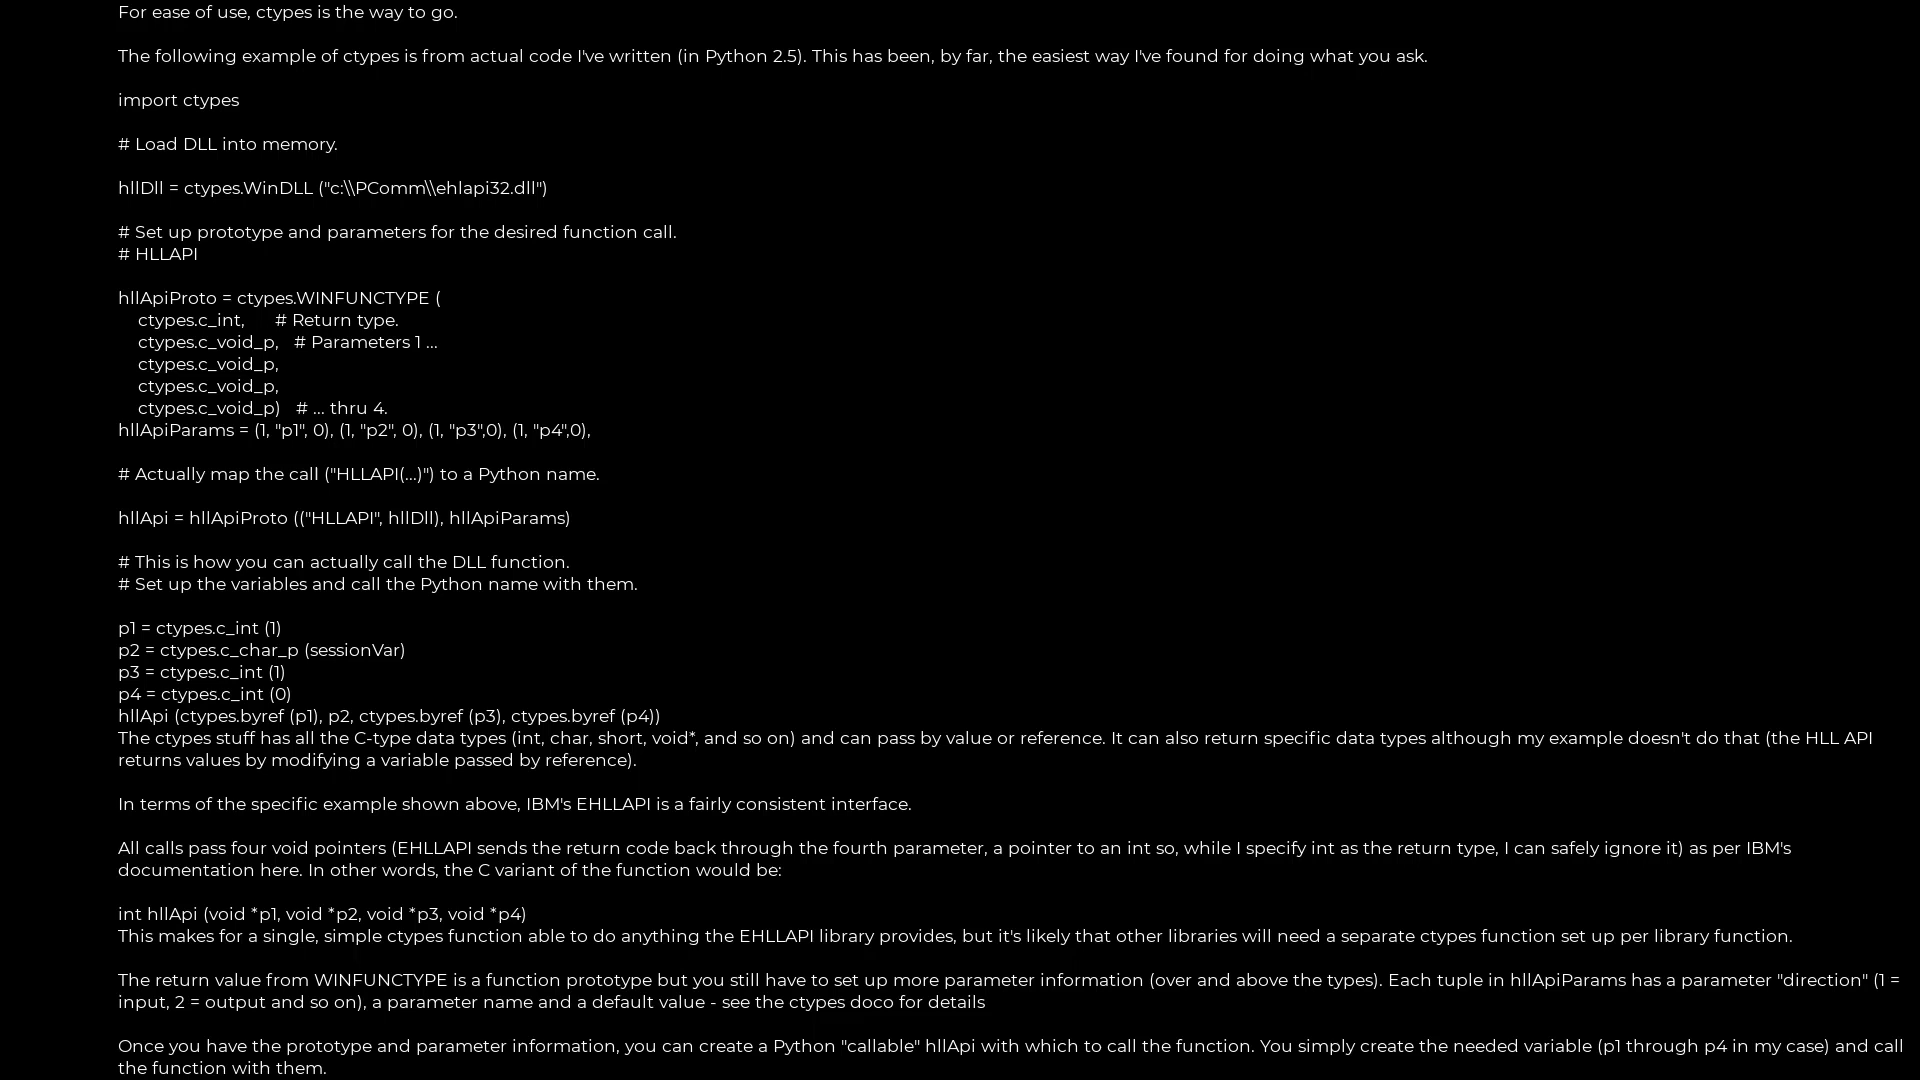 For ease of use, ctypes is the way to go.
The following example of ctypes is from actual code I've written (in Python 2.5). This has been, by far, the easiest way I've found for doing what you ask.
import ctypes
# Load DLL into memory.
hllDll = ctypes.WinDLL ("c:\\PComm\\ehlapi32.dll")
# Set up prototype and parameters for the desired function call.
# HLLAPI
hllApiProto = ctypes.WINFUNCTYPE (
    ctypes.c_int,      # Return type.
    ctypes.c_void_p,   # Parameters 1 ...
    ctypes.c_void_p,
    ctypes.c_void_p,
    ctypes.c_void_p)   # ... thru 4.
hllApiParams = (1, "p1", 0), (1, "p2", 0), (1, "p3",0), (1, "p4",0),
# Actually map the call ("HLLAPI(...)") to a Python name.
hllApi = hllApiProto (("HLLAPI", hllDll), hllApiParams)
# This is how you can actually call the DLL function.
# Set up the variables and call the Python name with them.
p1 = ctypes.c_int (1)
p2 = ctypes.c_char_p (sessionVar)
p3 = ctypes.c_int (1)
p4 = ctypes.c_int (0)
hllApi (ctypes.byref (p1), p2, ctypes.byref (p3), ctypes.byref (p4))
The ctypes stuff has all the C-type data types (int, char, short, void*, and so on) and can pass by value or reference. It can also return specific data types although my example doesn't do that (the HLL API
returns values by modifying a variable passed by reference).
In terms of the specific example shown above, IBM's EHLLAPI is a fairly consistent interface.
All calls pass four void pointers (EHLLAPI sends the return code back through the fourth parameter, a pointer to an int so, while I specify int as the return type, I can safely ignore it) as per IBM's
documentation here. In other words, the C variant of the function would be:
int hllApi (void *p1, void *p2, void *p3, void *p4)
This makes for a single, simple ctypes function able to do anything the EHLLAPI library provides, but it's likely that other libraries will need a separate ctypes function set up per library function.
The return value from WINFUNCTYPE is a function prototype but you still have to set up more parameter information (over and above the types). Each tuple in hllApiParams has a parameter "direction" (1 =
input, 2 = output and so on), a parameter name and a default value - see the ctypes doco for details
Once you have the prototype and parameter information, you can create a Python "callable" hllApi with which to call the function. You simply create the needed variable (p1 through p4 in my case) and call
the function with them.